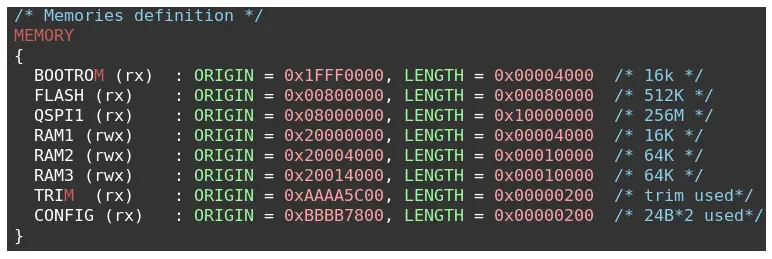 /* Memories definition */
MEMORY
{
  BOOTROM (rx)  : ORIGIN = 0x1FFF0000, LENGTH = 0x00004000  /* 16k */
  FLASH (rx)    : ORIGIN = 0x00800000, LENGTH = 0x00080000  /* 512K */
  QSPI1 (rx)    : ORIGIN = 0x08000000, LENGTH = 0x10000000  /* 256M */
  RAM1 (rwx)    : ORIGIN = 0x20000000, LENGTH = 0x00004000  /* 16K */
  RAM2 (rwx)    : ORIGIN = 0x20004000, LENGTH = 0x00010000  /* 64K */
  RAM3 (rwx)    : ORIGIN = 0x20014000, LENGTH = 0x00010000  /* 64K */
  TRIM  (rx)    : ORIGIN = 0xAAAA5C00, LENGTH = 0x00000200  /* trim used*/
  CONFIG (rx)   : ORIGIN = 0xBBBB7800, LENGTH = 0x00000200  /* 24B*2 used*/
}